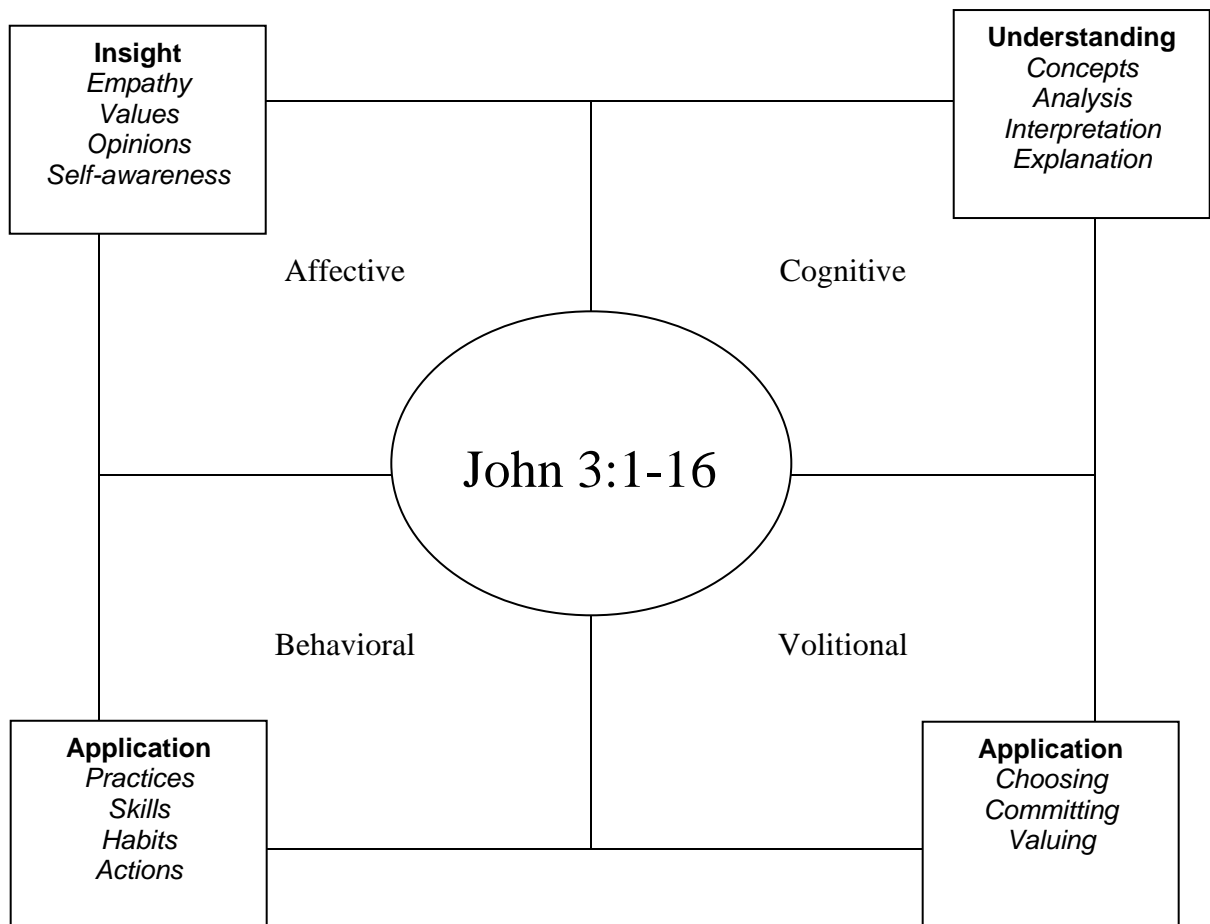 Insight
Empathy
Values
Opinions
Self-awareness
Understanding
Concepts
Analysis
Interpretation
Explanation
Affective
Cognitive
John 3:1-16
Behavioral
Volitional
Application
Practices
Skills
Habits
Actions
Application
Choosing
Committing
Valuing